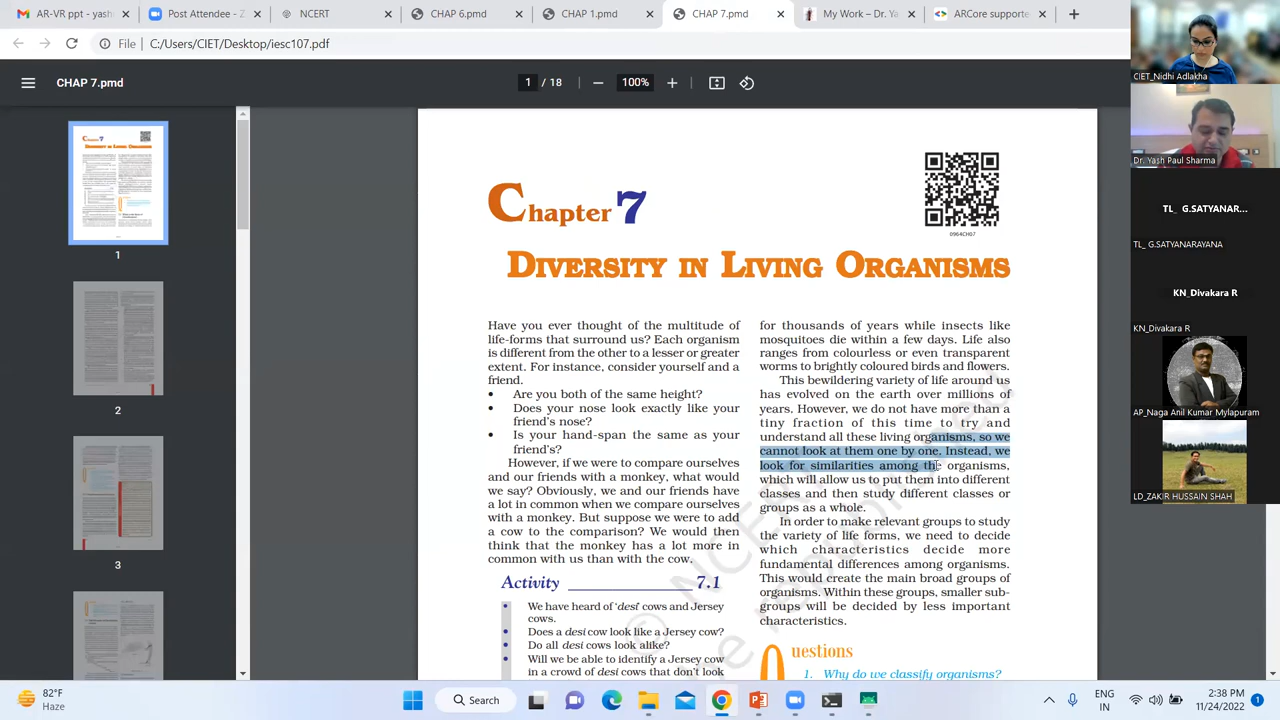 AR-VR ppt - yashp
Post Attendee - Z
NCERT
CHAP 6.pmd
CHAP 1.pmd
CHAP 7.pmd
My Work – Dr. Ya
ARCore supporte
File
C:/Users/CIET/Desktop/iesc107.pdf
CHAP 7.pmd
1 / 18
100%
1
2
3
Chapter 7
0964CH07
DIVERSITY IN LIVING ORGANISMS
Have you ever thought of the multitude of
life-forms that surround us? Each organism
is different from the other to a lesser or greater
extent. For instance, consider yourself and a
friend.
• Are you both of the same height?
• Does your nose look exactly like your
friend's nose?
• Is your hand-span the same as your
friend's?
However, if we were to compare ourselves
and our friends with a monkey, what would
we say? Obviously, we and our friends have
a lot in common when we compare ourselves
with a monkey. But suppose we were to add
a cow to the comparison? We would then
think that the monkey has a lot more in
common with us than with the cow.
Activity 7.1
• We have heard of 'desi' cows and Jersey
cows.
• Does a desi cow look like a Jersey cow?
• Do all desi cows look alike?
• Will we be able to identify a Jersey cow
in a crowd of desi cows that don't look
for thousands of years while insects like
mosquitoes die within a few days. Life also
ranges from colourless or even transparent
worms to brightly coloured birds and flowers.
This bewildering variety of life around us
has evolved on the earth over millions of
years. However, we do not have more than a
tiny fraction of this time to try and
understand all these living organisms, so we
cannot look at them one by one. Instead, we
look for similarities among the organisms,
which will allow us to put them into different
classes and then study different classes or
groups as a whole.
In order to make relevant groups to study
the variety of life forms, we need to decide
which characteristics decide more
fundamental differences among organisms.
This would create the main broad groups of
organisms. Within these groups, smaller sub-
groups will be decided by less important
characteristics.
Questions
1. Why do we classify organisms?
© NCERT
CIET_Nidhi Adlakha
Dr. Yash Paul Sharma
TL_ G.SATYANAR...
TL_ G.SATYANARAYANA
KN_Divakara R
KN_Divakara R
AP_Naga Anil Kumar Mylapuram
LD_ZAKIR HUSSAIN SHAH
82°F
Haze
Search
ENG
IN
2:38 PM
11/24/2022
1